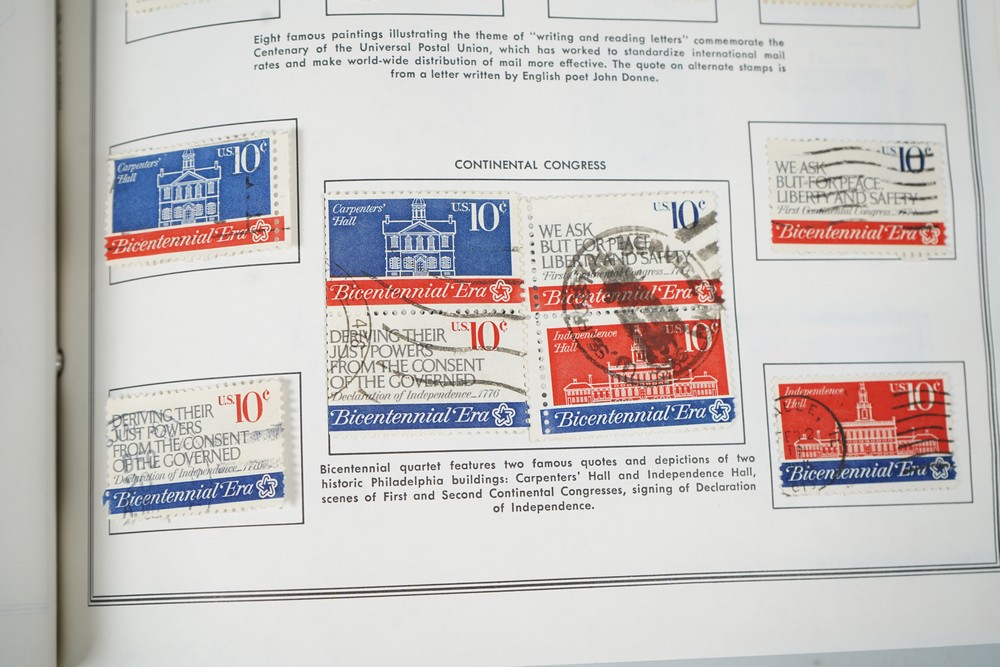 Eight famous paintings illustrating the theme of "writing and reading letters" commemorate the
Centenary of the Universal Postal Union, which has worked to standardize international mail
rates and make world-wide distribution of mail more effective. The quote on alternate stamps is
from a letter written by English poet John Donne.
CONTINENTAL CONGRESS
Carpenters'
Hall
U.S. 10c
Bicentennial Era
Carpenters'
Hall
U.S. 10c
Bicentennial Era
WE ASK
BUT FOR PEACE,
LIBERTY AND SAFETY
First Continental Congress
U.S. 10c
Bicentennial Era
WE ASK
BUT FOR PEACE,
LIBERTY AND SAFETY
First Continental Congress
U.S. 10c
Bicentennial Era
DERIVING THEIR
JUST POWERS
FROM THE CONSENT
OF THE GOVERNED
Declaration of Independence_1776
U.S. 10c
Bicentennial Era
Independence
Hall
U.S. 10c
Bicentennial Era
DERIVING THEIR
JUST POWERS
FROM THE CONSENT
OF THE GOVERNED
Declaration of Independence_1776
U.S. 10c
Bicentennial Era
Independence
Hall
U.S. 10c
Bicentennial Era
Bicentennial quartet features two famous quotes and depictions of two
historic Philadelphia buildings: Carpenters' Hall and Independence Hall,
scenes of First and Second Continental Congresses, signing of Declaration
of Independence.